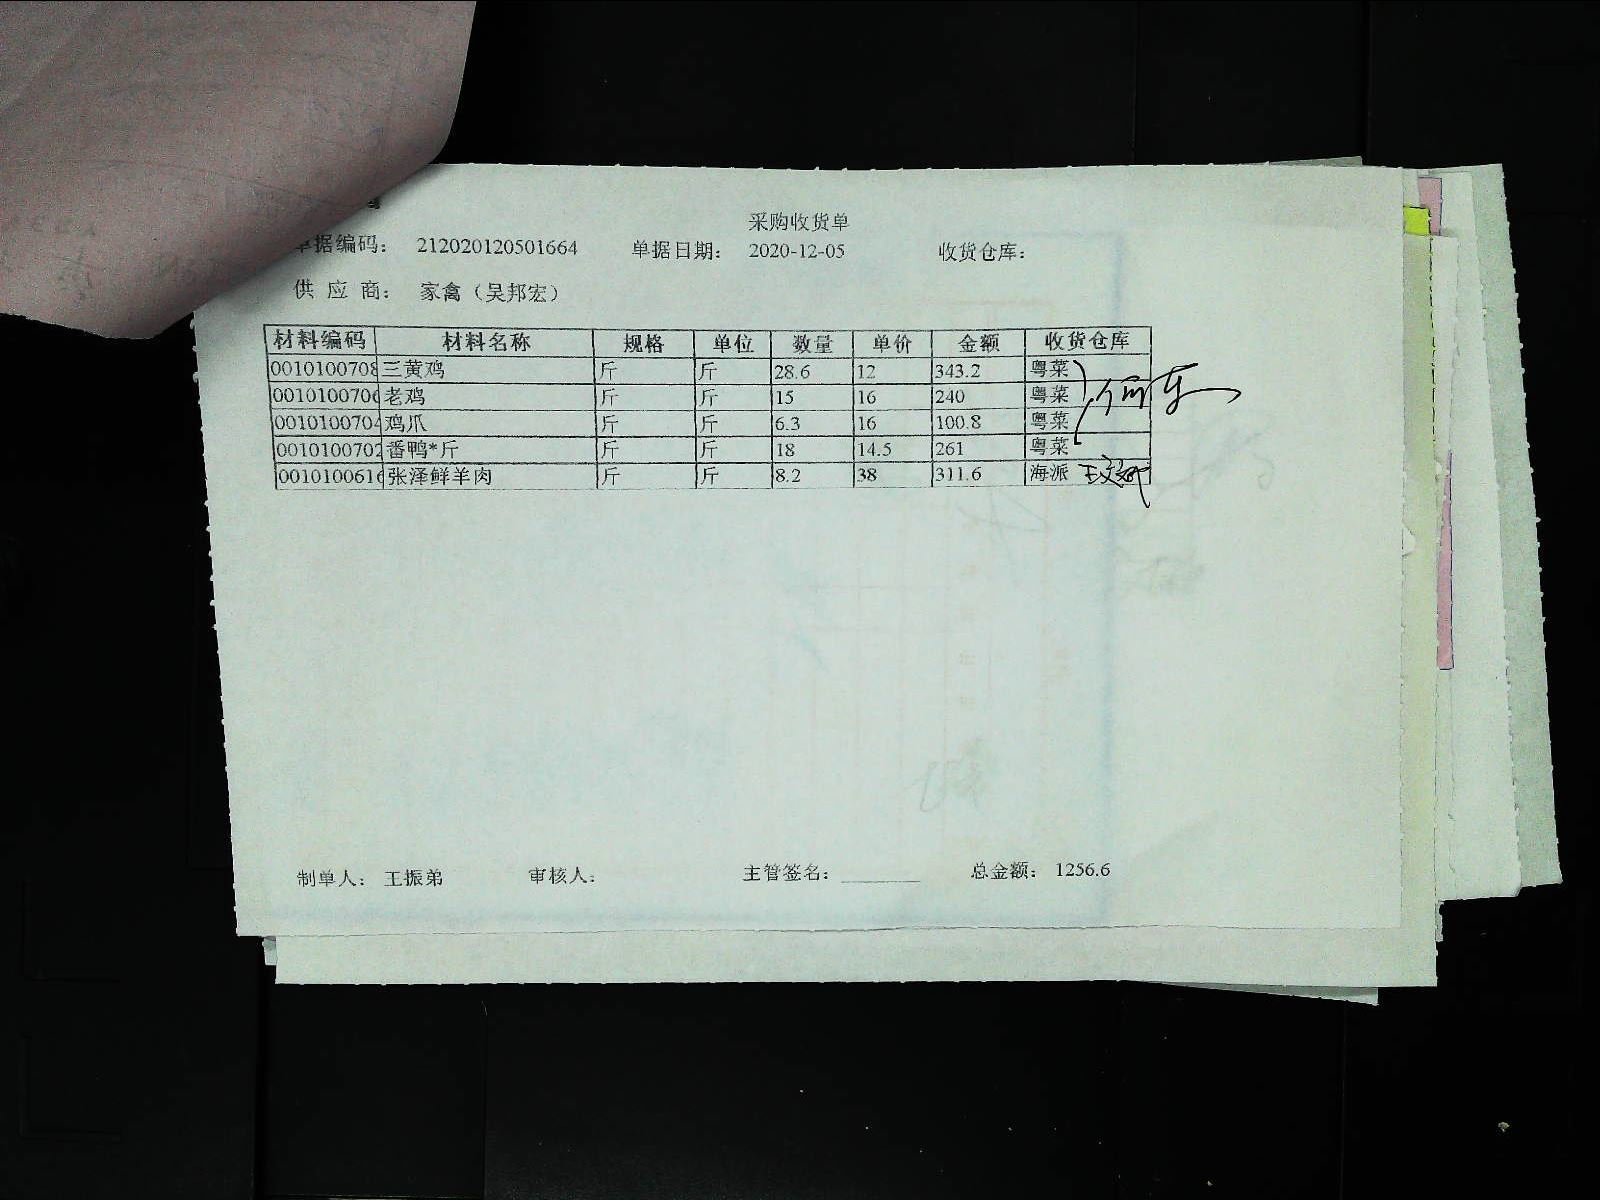 采购收货单
单据编码： 212020120501664 单据日期： 2020-12-05 收货仓库：
供 应 商： 家禽（吴邦宏）
材料编码 材料名称 规格 单位 数量 单价 金额 收货仓库
0010100708 三黄鸡 斤 斤 28.6 12 343.2 粤菜
0010100706 老鸡 斤 斤 15 16 240 粤菜
0010100704 鸡爪 斤 斤 6.3 16 100.8 粤菜
0010100702 番鸭*斤 斤 斤 18 14.5 261 粤菜
0010100616 张泽鲜羊肉 斤 斤 8.2 38 311.6 海派
制单人： 王振弟 审核人： 主管签名： 总金额： 1256.6